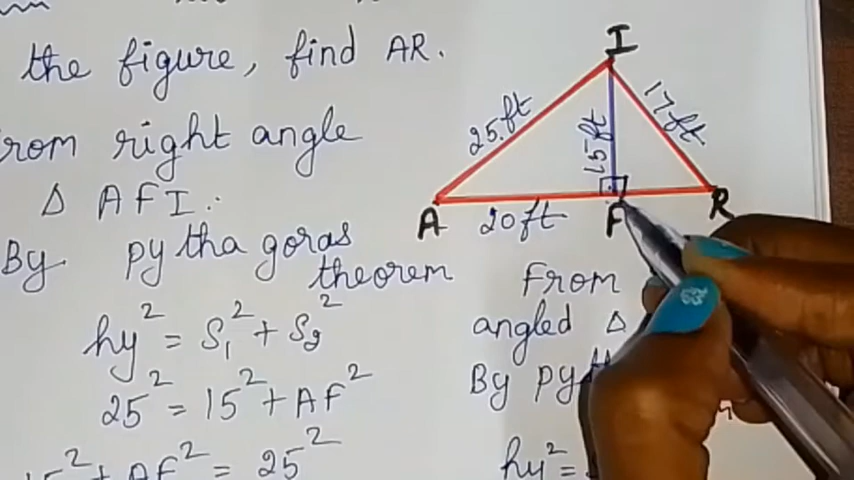 the figure, find AR.
rom right angle
Δ AFI.
By pythagoras
theorem
hy² = S₁² + S₂²
25² = 15² + AF²
15² + AF² = 25²
I
25 ft
15 ft
17 ft
A
20 ft
F
R
From
angled Δ
By
hy² =